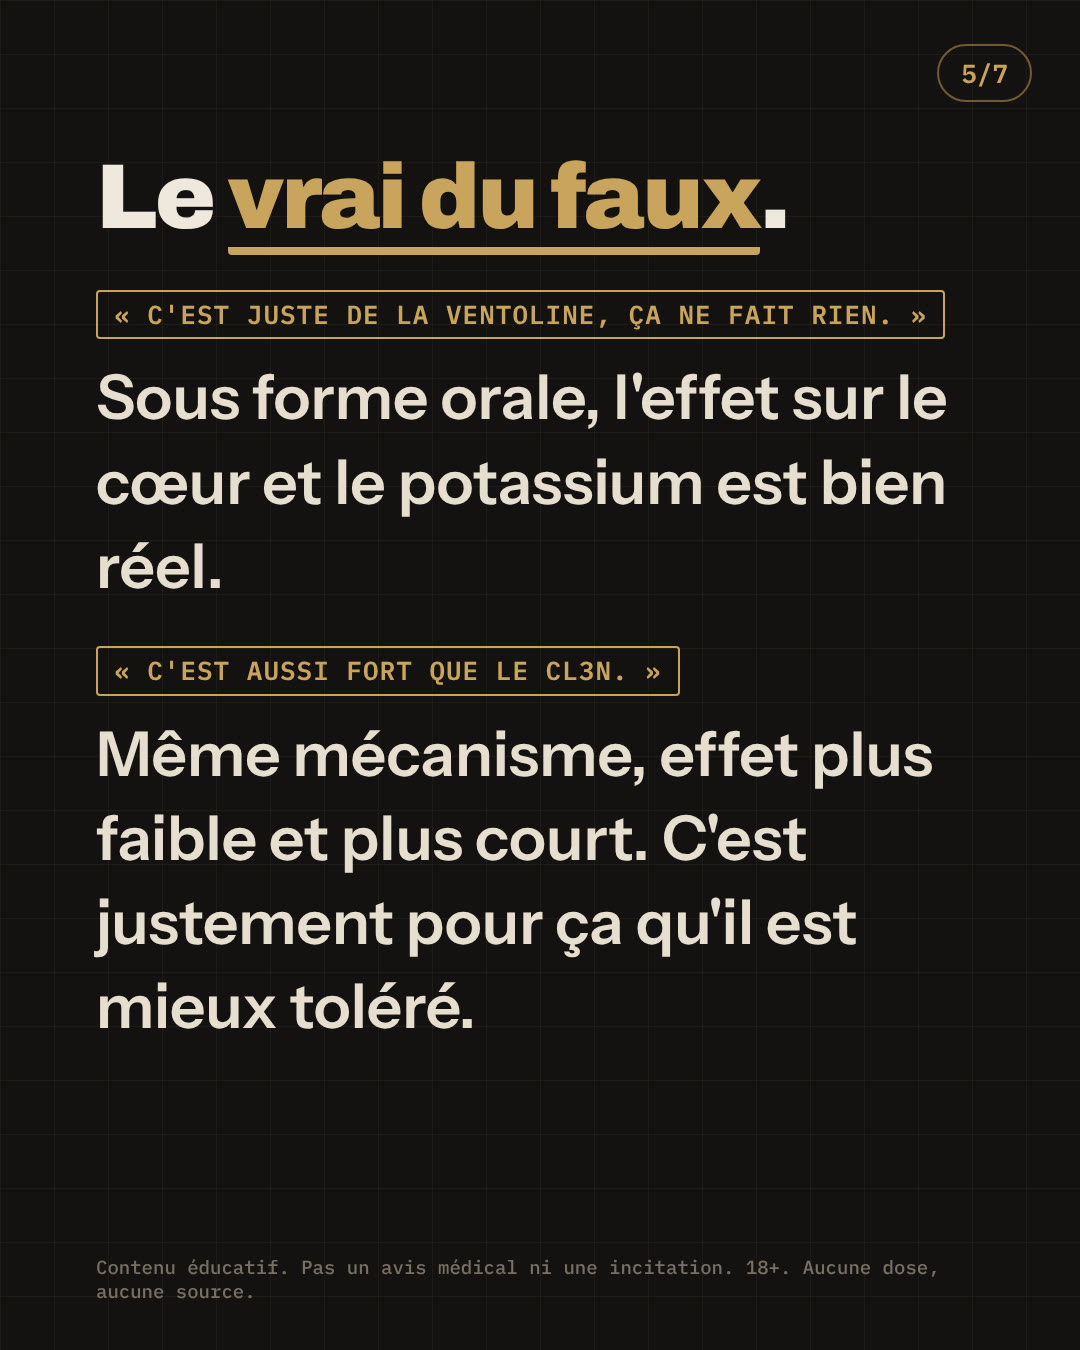 5/7
Le vrai du faux.
« C'EST JUSTE DE LA VENTOLINE, ÇA NE FAIT RIEN. »
Sous forme orale, l'effet sur le
cœur et le potassium est bien
réel.
« C'EST AUSSI FORT QUE LE CL3N. »
Même mécanisme, effet plus
faible et plus court. C'est
justement pour ça qu'il est
mieux toléré.
Contenu éducatif. Pas un avis médical ni une incitation. 18+. Aucune dose,
aucune source.